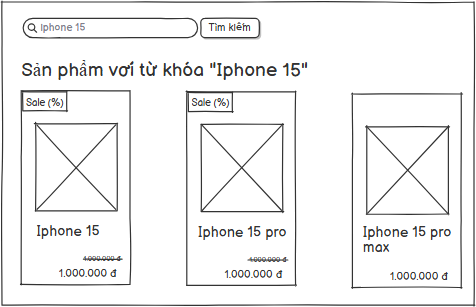 Iphone 15
Tìm kiếm
Sản phẩm với từ khóa "Iphone 15"
Sale (%)
Sale (%)
Iphone 15
Iphone 15 pro
Iphone 15 pro
max
1.000.000 đ
1.000.000 đ
1.000.000 đ
1.000.000 đ
1.000.000 đ